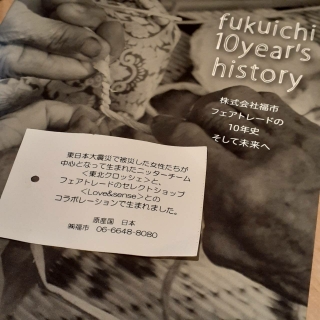 fukuichi
10year's
history
株式会社福市
フェアトレードの
10年史
そして未来へ
東日本大震災で被災した女性たちが
中心となって生まれたニッターチーム
<東北クロッシェ>と、
フェアトレードのセレクトショップ
<Love&sense>との
コラボレーションで生まれました。
原産国　日本
㈱福市　06-6648-8080